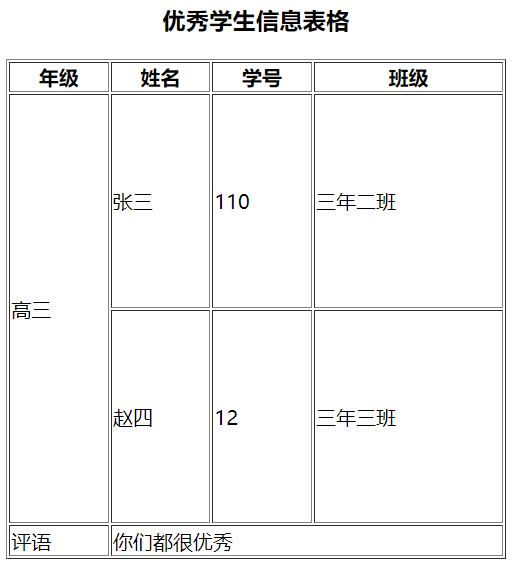 优秀学生信息表格
年级 姓名 学号 班级
高三 张三 110 三年二班
赵四 12 三年三班
评语 你们都很优秀